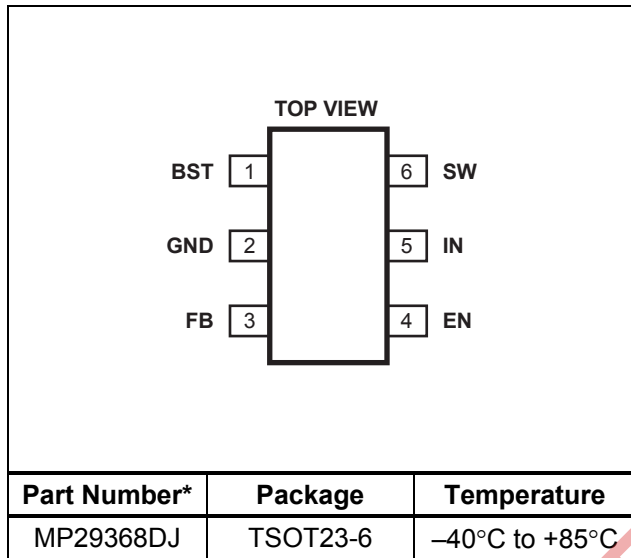 TOP VIEW
BST 1 6 SW
GND 2 5 IN
FB 3 4 EN
Part Number* Package Temperature
MP29368DJ TSOT23-6 –40°C to +85°C